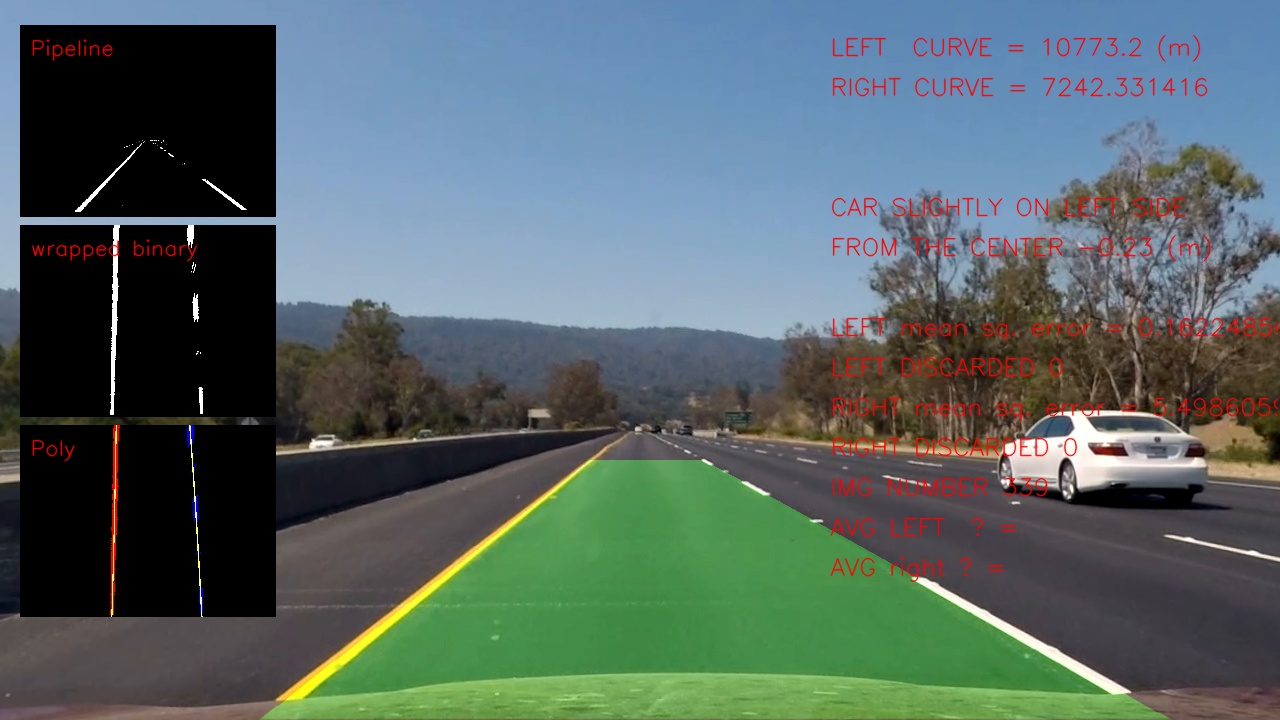 Pipeline
wrapped binary
Poly
LEFT CURVE = 10773.2 (m)
RIGHT CURVE = 7242.331416
CAR SLIGHTLY ON LEFT SIDE
FROM THE CENTER -0.23 (m)
LEFT mean sq. error = 0.1622485
RIGHT mean sq. error = 5.498605
LEFT DISCARDED 0
RIGHT DISCARDED 0
IMG NUMBER 339
AVG LEFT ? =
AVG right ? =